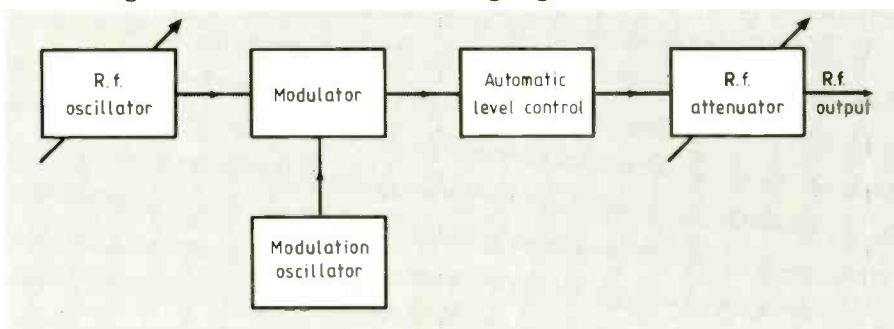 R.f.
oscillator
Modulator
Automatic
level control
R.f.
attenuator
R.f.
output
Modulation
oscillator